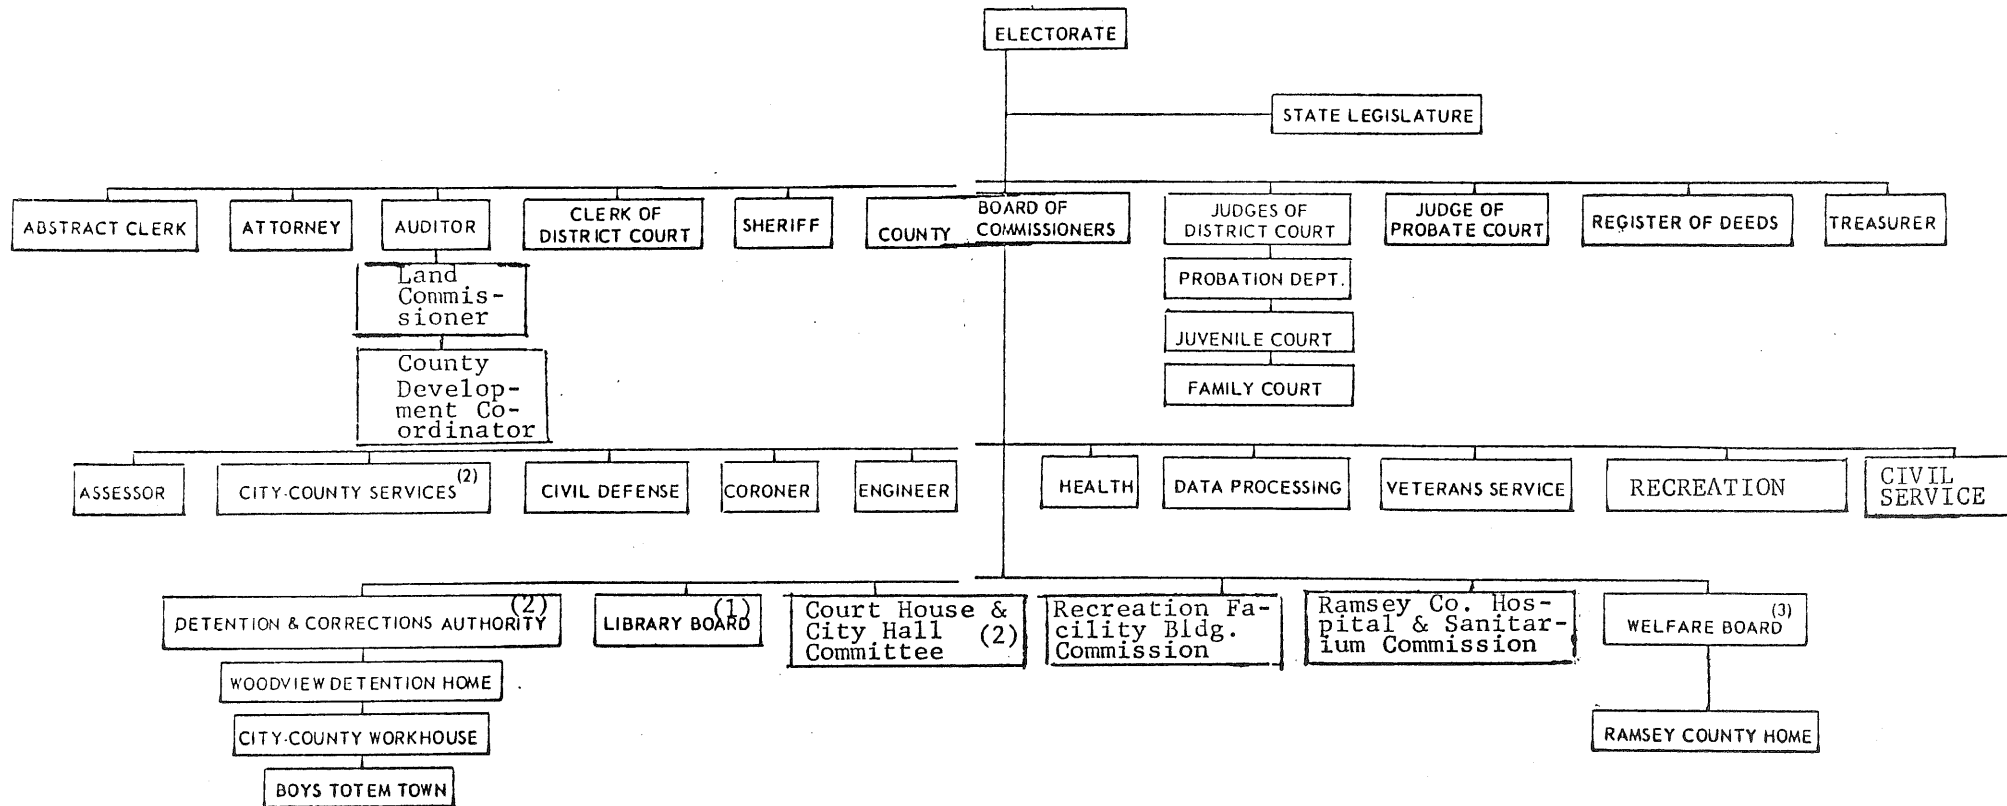 ELECTORATE
STATE LEGISLATURE
ABSTRACT CLERK
ATTORNEY
AUDITOR
CLERK OF
DISTRICT COURT
SHERIFF
COUNTY
BOARD OF
COMMISSIONERS
JUDGES OF
DISTRICT COURT
JUDGE OF
PROBATE COURT
REGISTER OF DEEDS
TREASURER
Land
Commis-
sioner
County
Develop-
ment Co-
ordinator
PROBATION DEPT.
JUVENILE COURT
FAMILY COURT
ASSESSOR
CITY-COUNTY SERVICES (2)
CIVIL DEFENSE
CORONER
ENGINEER
HEALTH
DATA PROCESSING
VETERANS SERVICE
RECREATION
CIVIL
SERVICE
DETENTION & CORRECTIONS AUTHORITY (2)
LIBRARY BOARD (1)
Court House &
City Hall
Committee (2)
Recreation Fa-
cility Bldg.
Commission
Ramsey Co. Hos-
pital & Sanitar-
ium Commission
WELFARE BOARD (3)
WOODVIEW DETENTION HOME
CITY-COUNTY WORKHOUSE
BOYS TOTEM TOWN
RAMSEY COUNTY HOME